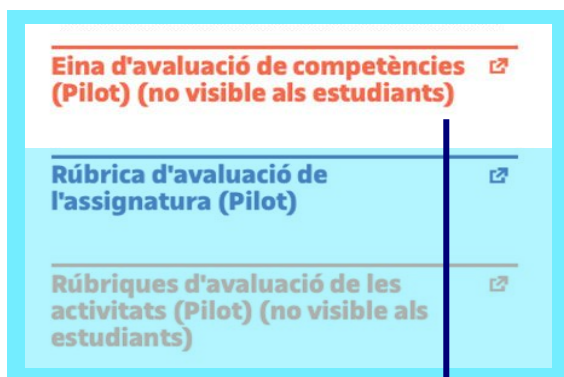 Eina d'avaluació de competències
(Pilot) (no visible als estudiants)
Rúbrica d'avaluació de
l'assignatura (Pilot)
Rúbriques d'avaluació de les
activitats (Pilot) (no visible als
estudiants)